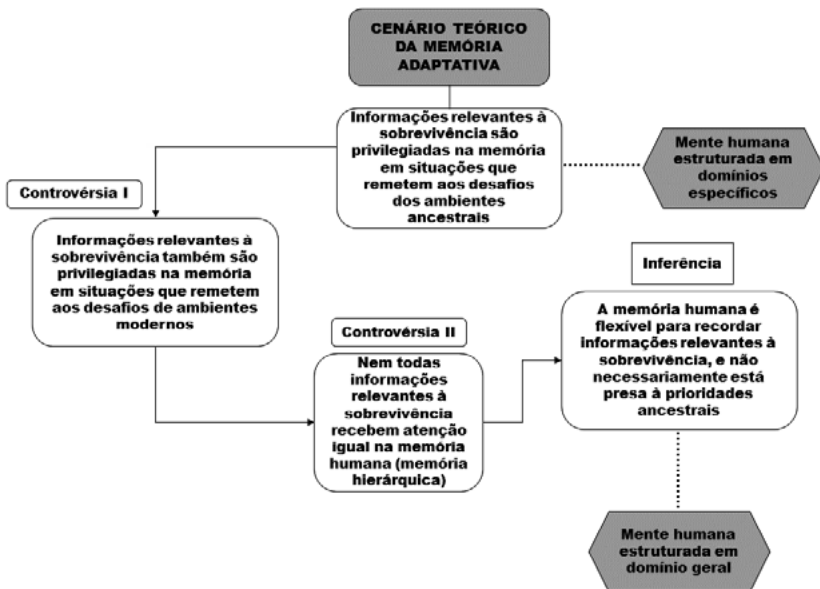 CENÁRIO TEÓRICO
DA MEMÓRIA
ADAPTATIVA
Informações relevantes à
sobrevivência são
privilegiadas na memória
em situações que
remetem aos desafios
dos ambientes
ancestrais
Mente humana
estruturada em
domínios
específicos
Controvérsia I
Informações relevantes à
sobrevivência também são
privilegiadas na memória
em situações que remetem
aos desafios de ambientes
modernos
Controvérsia II
Nem todas
informações
relevantes à
sobrevivência
recebem atenção
igual na memória
humana (memória
hierárquica)
Inferência
A memória humana é
flexível para recordar
informações relevantes à
sobrevivência, e não
necessariamente está
presa à prioridades
ancestrais
Mente humana
estruturada em
domínio geral